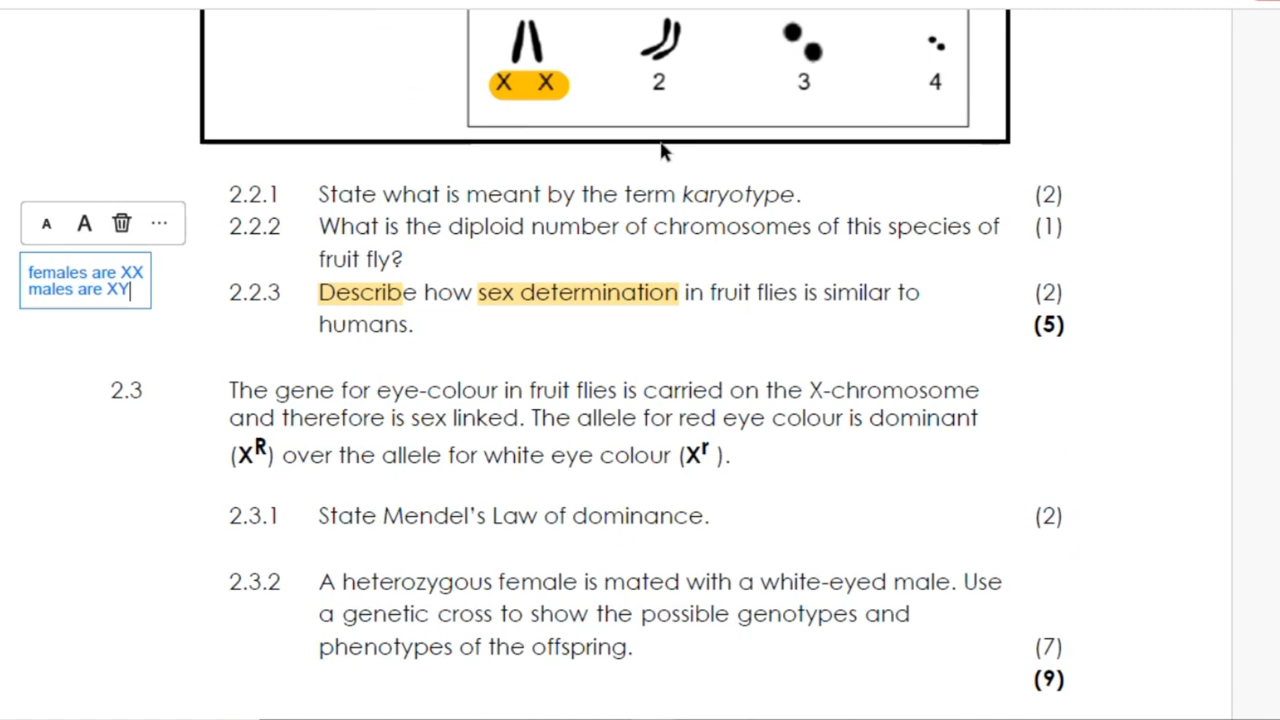 X X 2 3 4
2.2.1 State what is meant by the term karyotype. (2)
2.2.2 What is the diploid number of chromosomes of this species of (1)
fruit fly?
A A ...
females are XX
males are XY
2.2.3 Describe how sex determination in fruit flies is similar to (2)
humans. (5)
2.3 The gene for eye-colour in fruit flies is carried on the X-chromosome
and therefore is sex linked. The allele for red eye colour is dominant
(Xᴿ) over the allele for white eye colour (Xʳ ).
2.3.1 State Mendel's Law of dominance. (2)
2.3.2 A heterozygous female is mated with a white-eyed male. Use
a genetic cross to show the possible genotypes and
phenotypes of the offspring. (7)
(9)